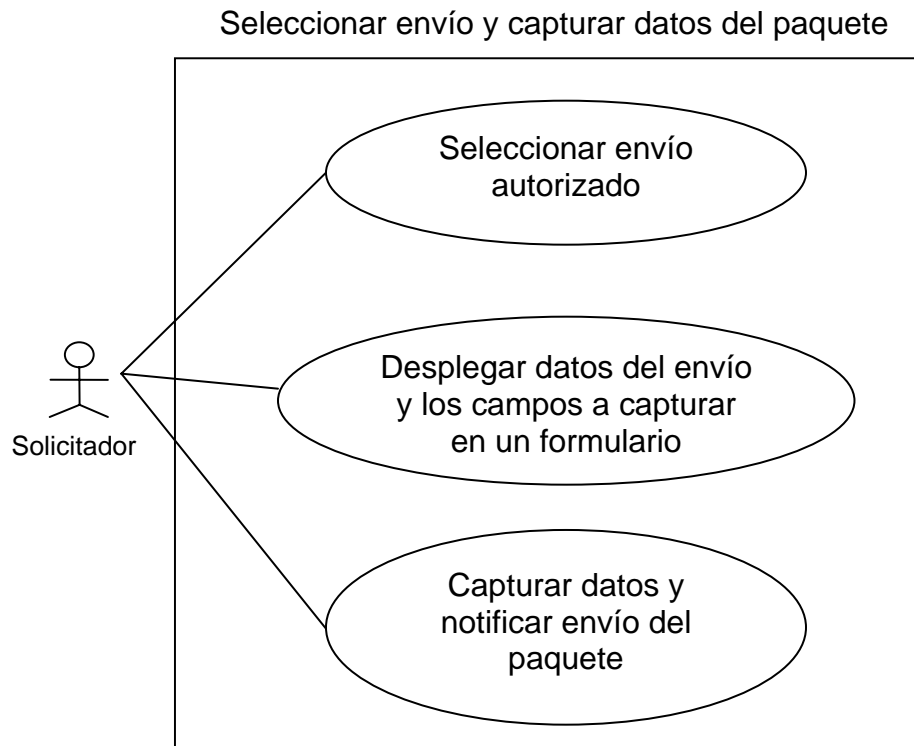 Seleccionar envío y capturar datos del paquete
Seleccionar envío
autorizado
Desplegar datos del envío
y los campos a capturar
en un formulario
Solicitador
Capturar datos y
notificar envío del
paquete